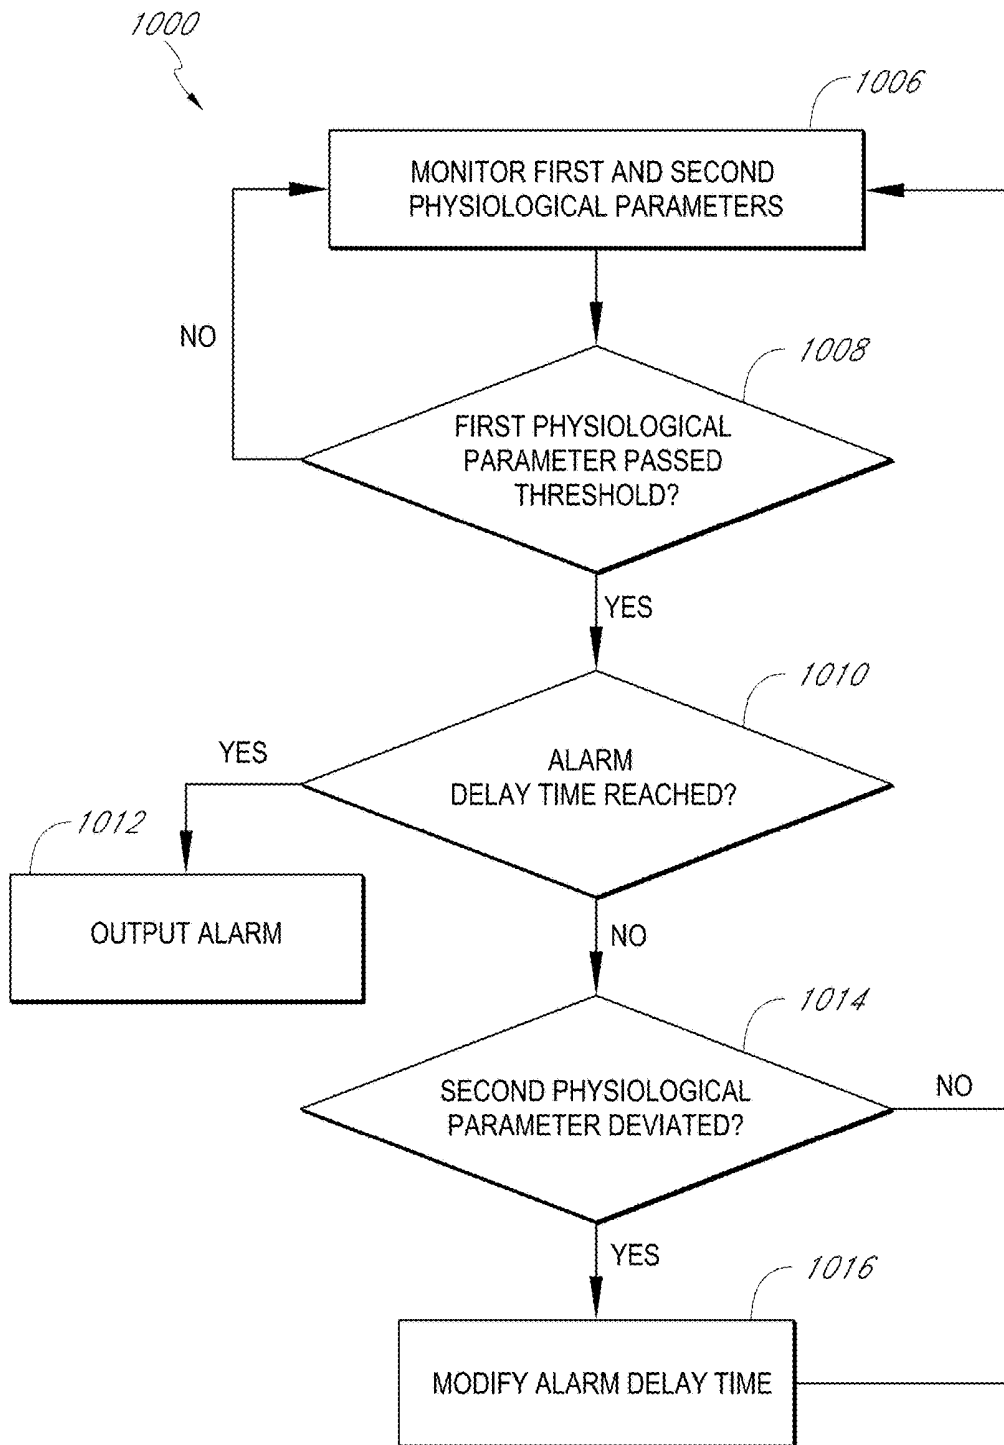 1000
1006
MONITOR FIRST AND SECOND
PHYSIOLOGICAL PARAMETERS
NO
1008
FIRST PHYSIOLOGICAL
PARAMETER PASSED
THRESHOLD?
YES
1010
YES
ALARM
DELAY TIME REACHED?
1012
OUTPUT ALARM
NO
1014
SECOND PHYSIOLOGICAL
PARAMETER DEVIATED?
NO
YES
1016
MODIFY ALARM DELAY TIME